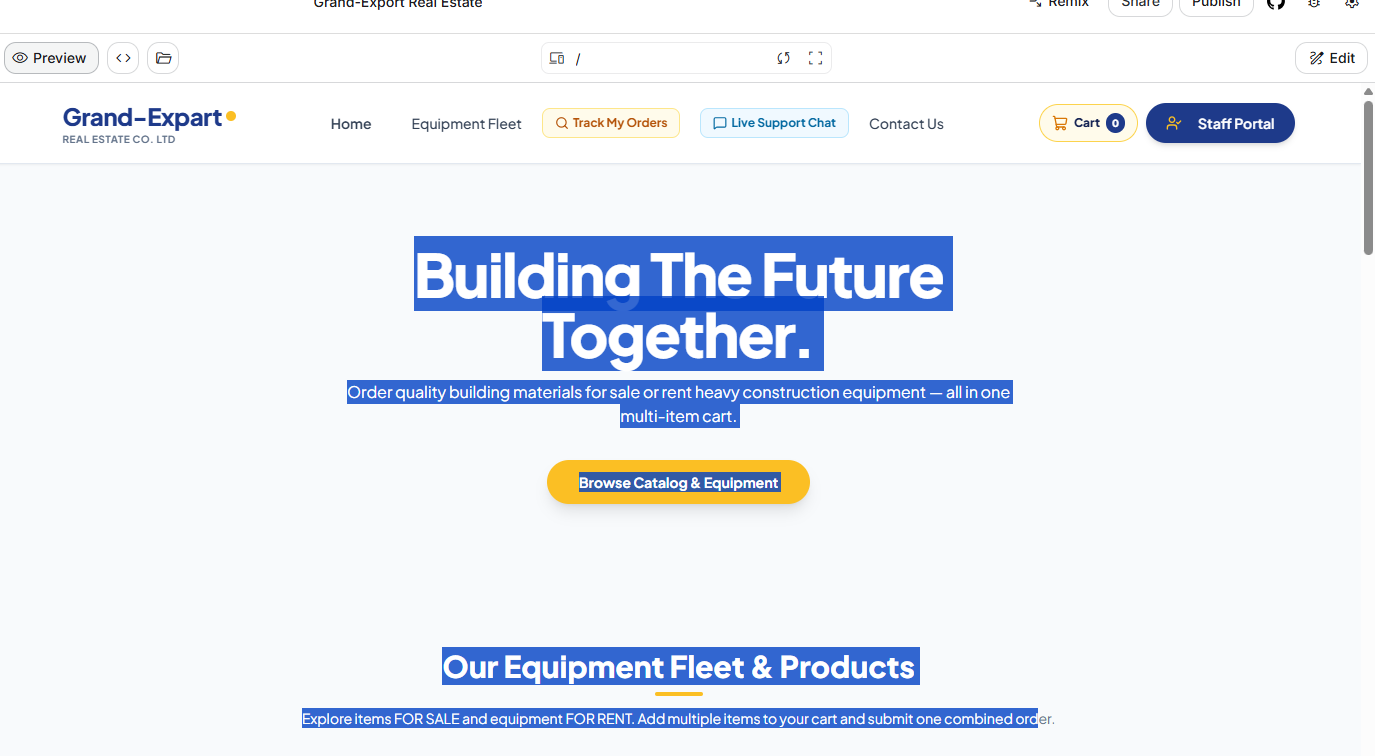 Grand-Export Real Estate
Remix
Share
Publish
Preview
/
Edit
Grand-Expart
REAL ESTATE CO. LTD
Home
Equipment Fleet
Track My Orders
Live Support Chat
Contact Us
Cart 0
Staff Portal
Building The Future
Together.
Order quality building materials for sale or rent heavy construction equipment — all in one
multi-item cart.
Browse Catalog & Equipment
Our Equipment Fleet & Products
Explore items FOR SALE and equipment FOR RENT. Add multiple items to your cart and submit one combined order.